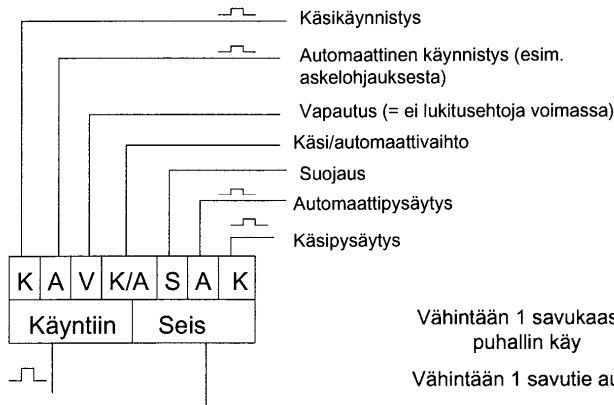 Käsikäynnistys
Automaattinen käynnistys (esim.
askelohjauksesta)
Vapautus (= ei lukitusehtoja voimassa)
Käsi/automaattivaihto
Suojaus
Automaattipysäytys
Käsipysäytys
K A V K/A S A K
Käyntiin Seis
Vähintään 1 savukaas
puhallin käy
Vähintään 1 savutie au